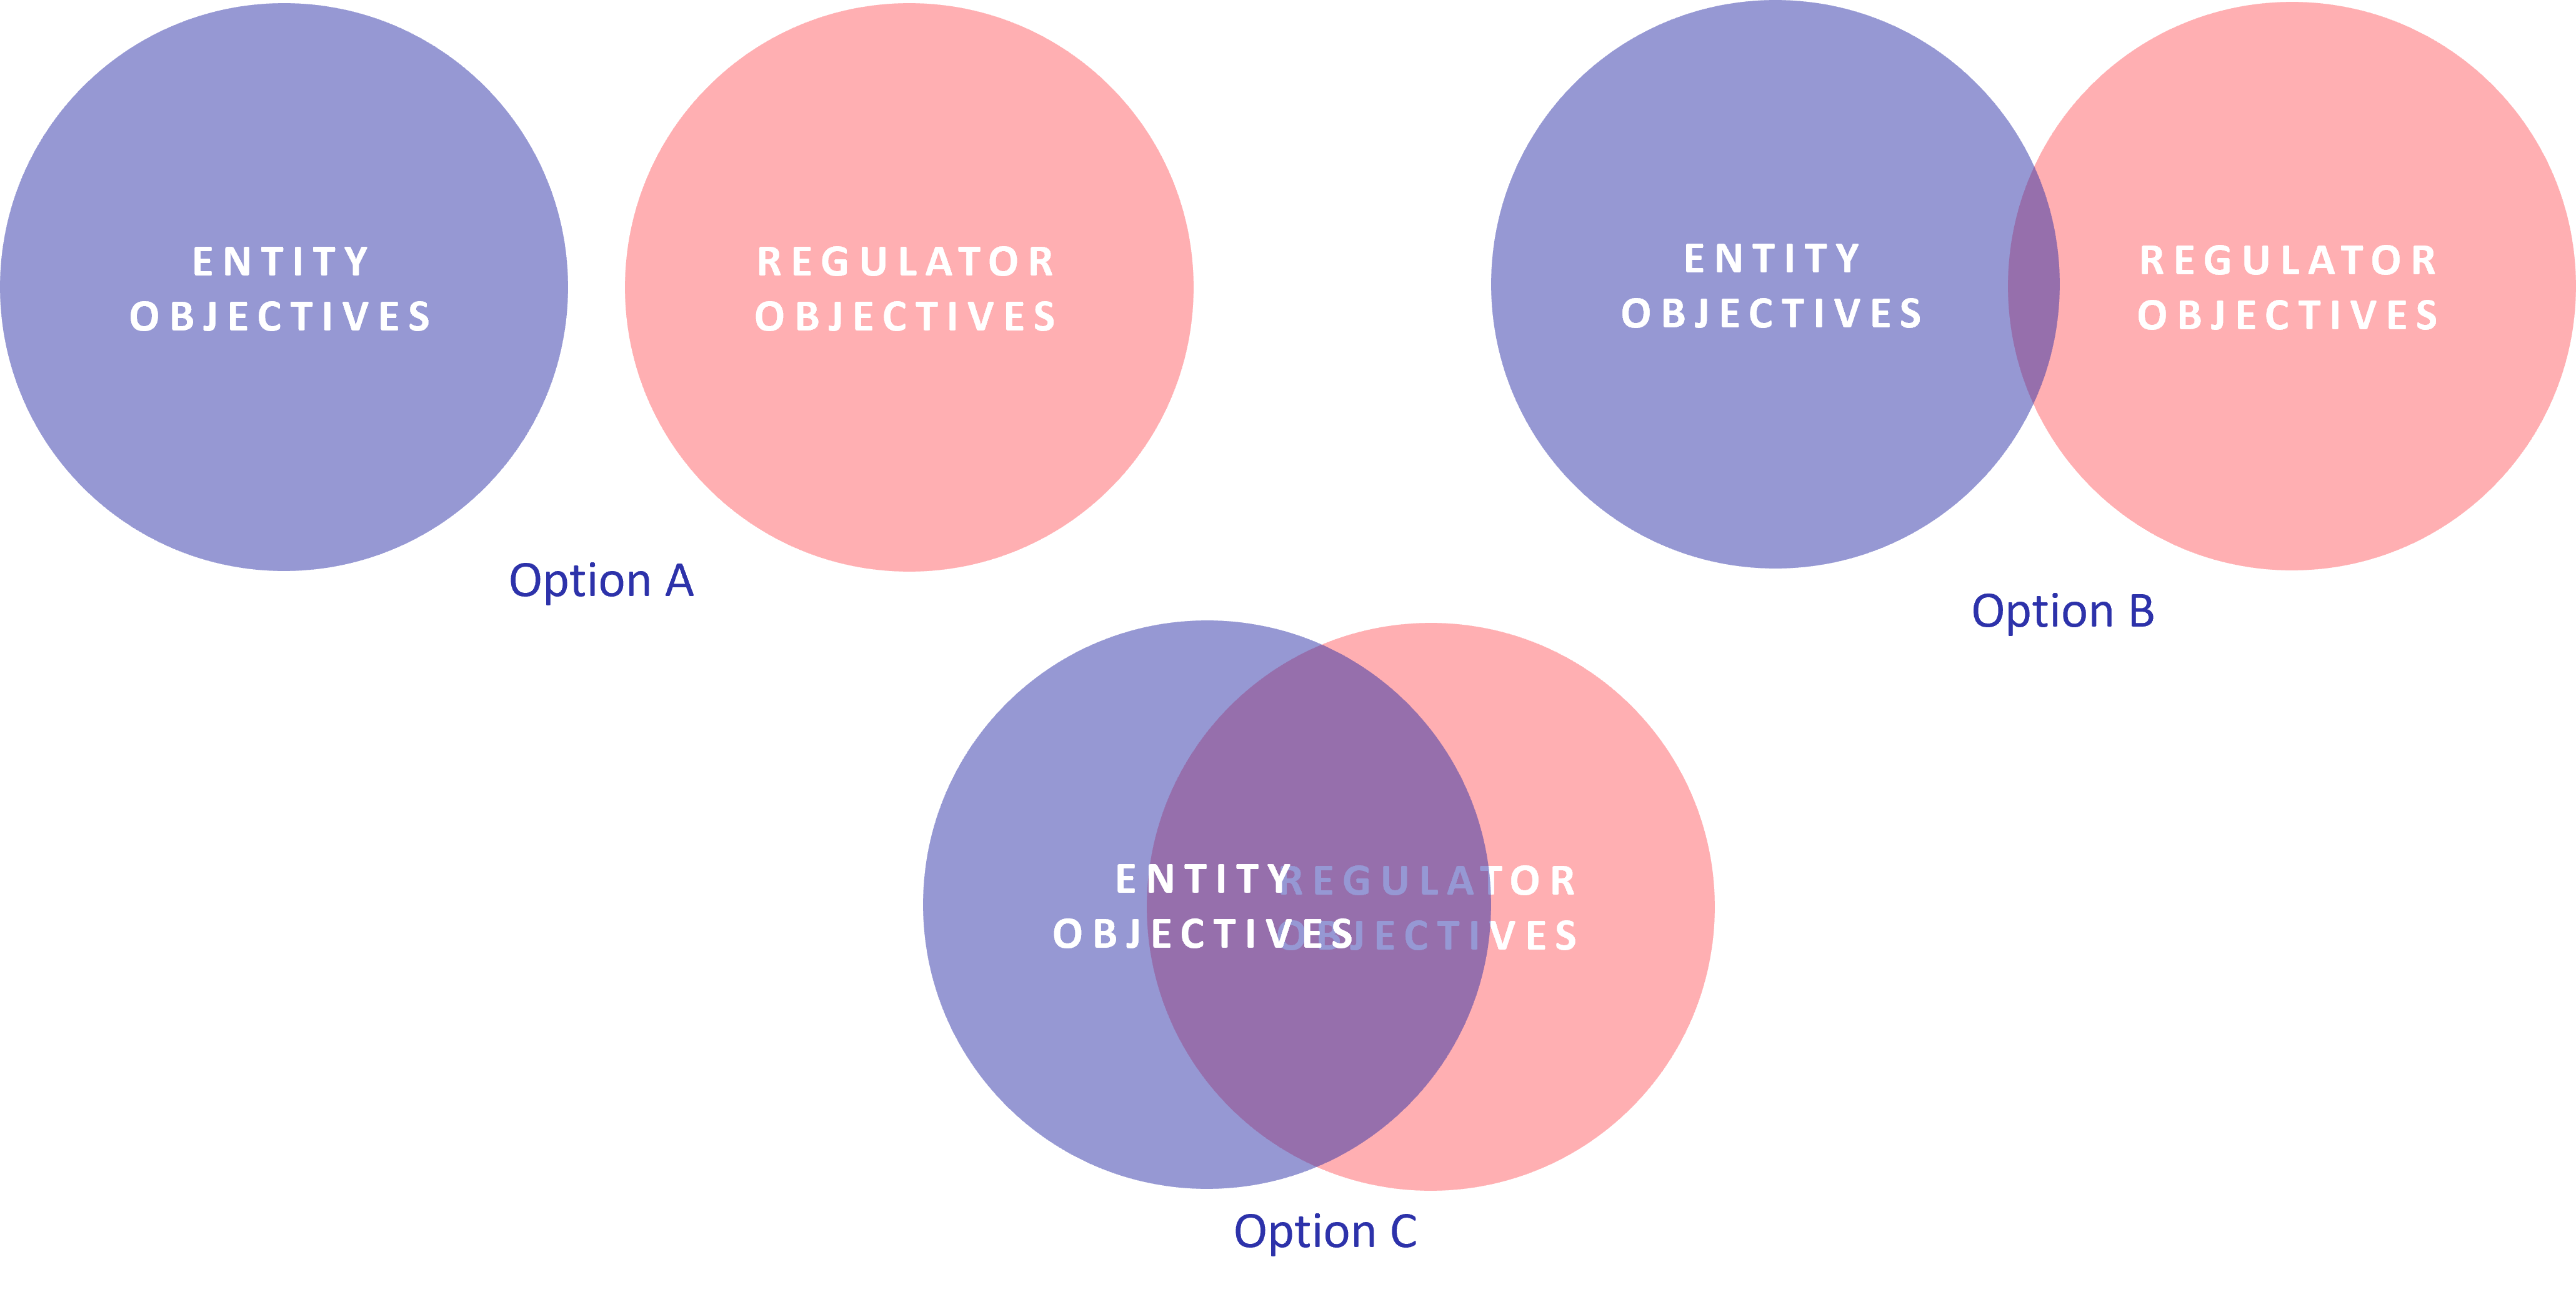 ENTITY
OBJECTIVES
REGULATOR
OBJECTIVES
Option A
ENTITY
OBJECTIVES
REGULATOR
OBJECTIVES
Option B
ENTITY
OBJECTIVES
REGULATOR
OBJECTIVES
Option C